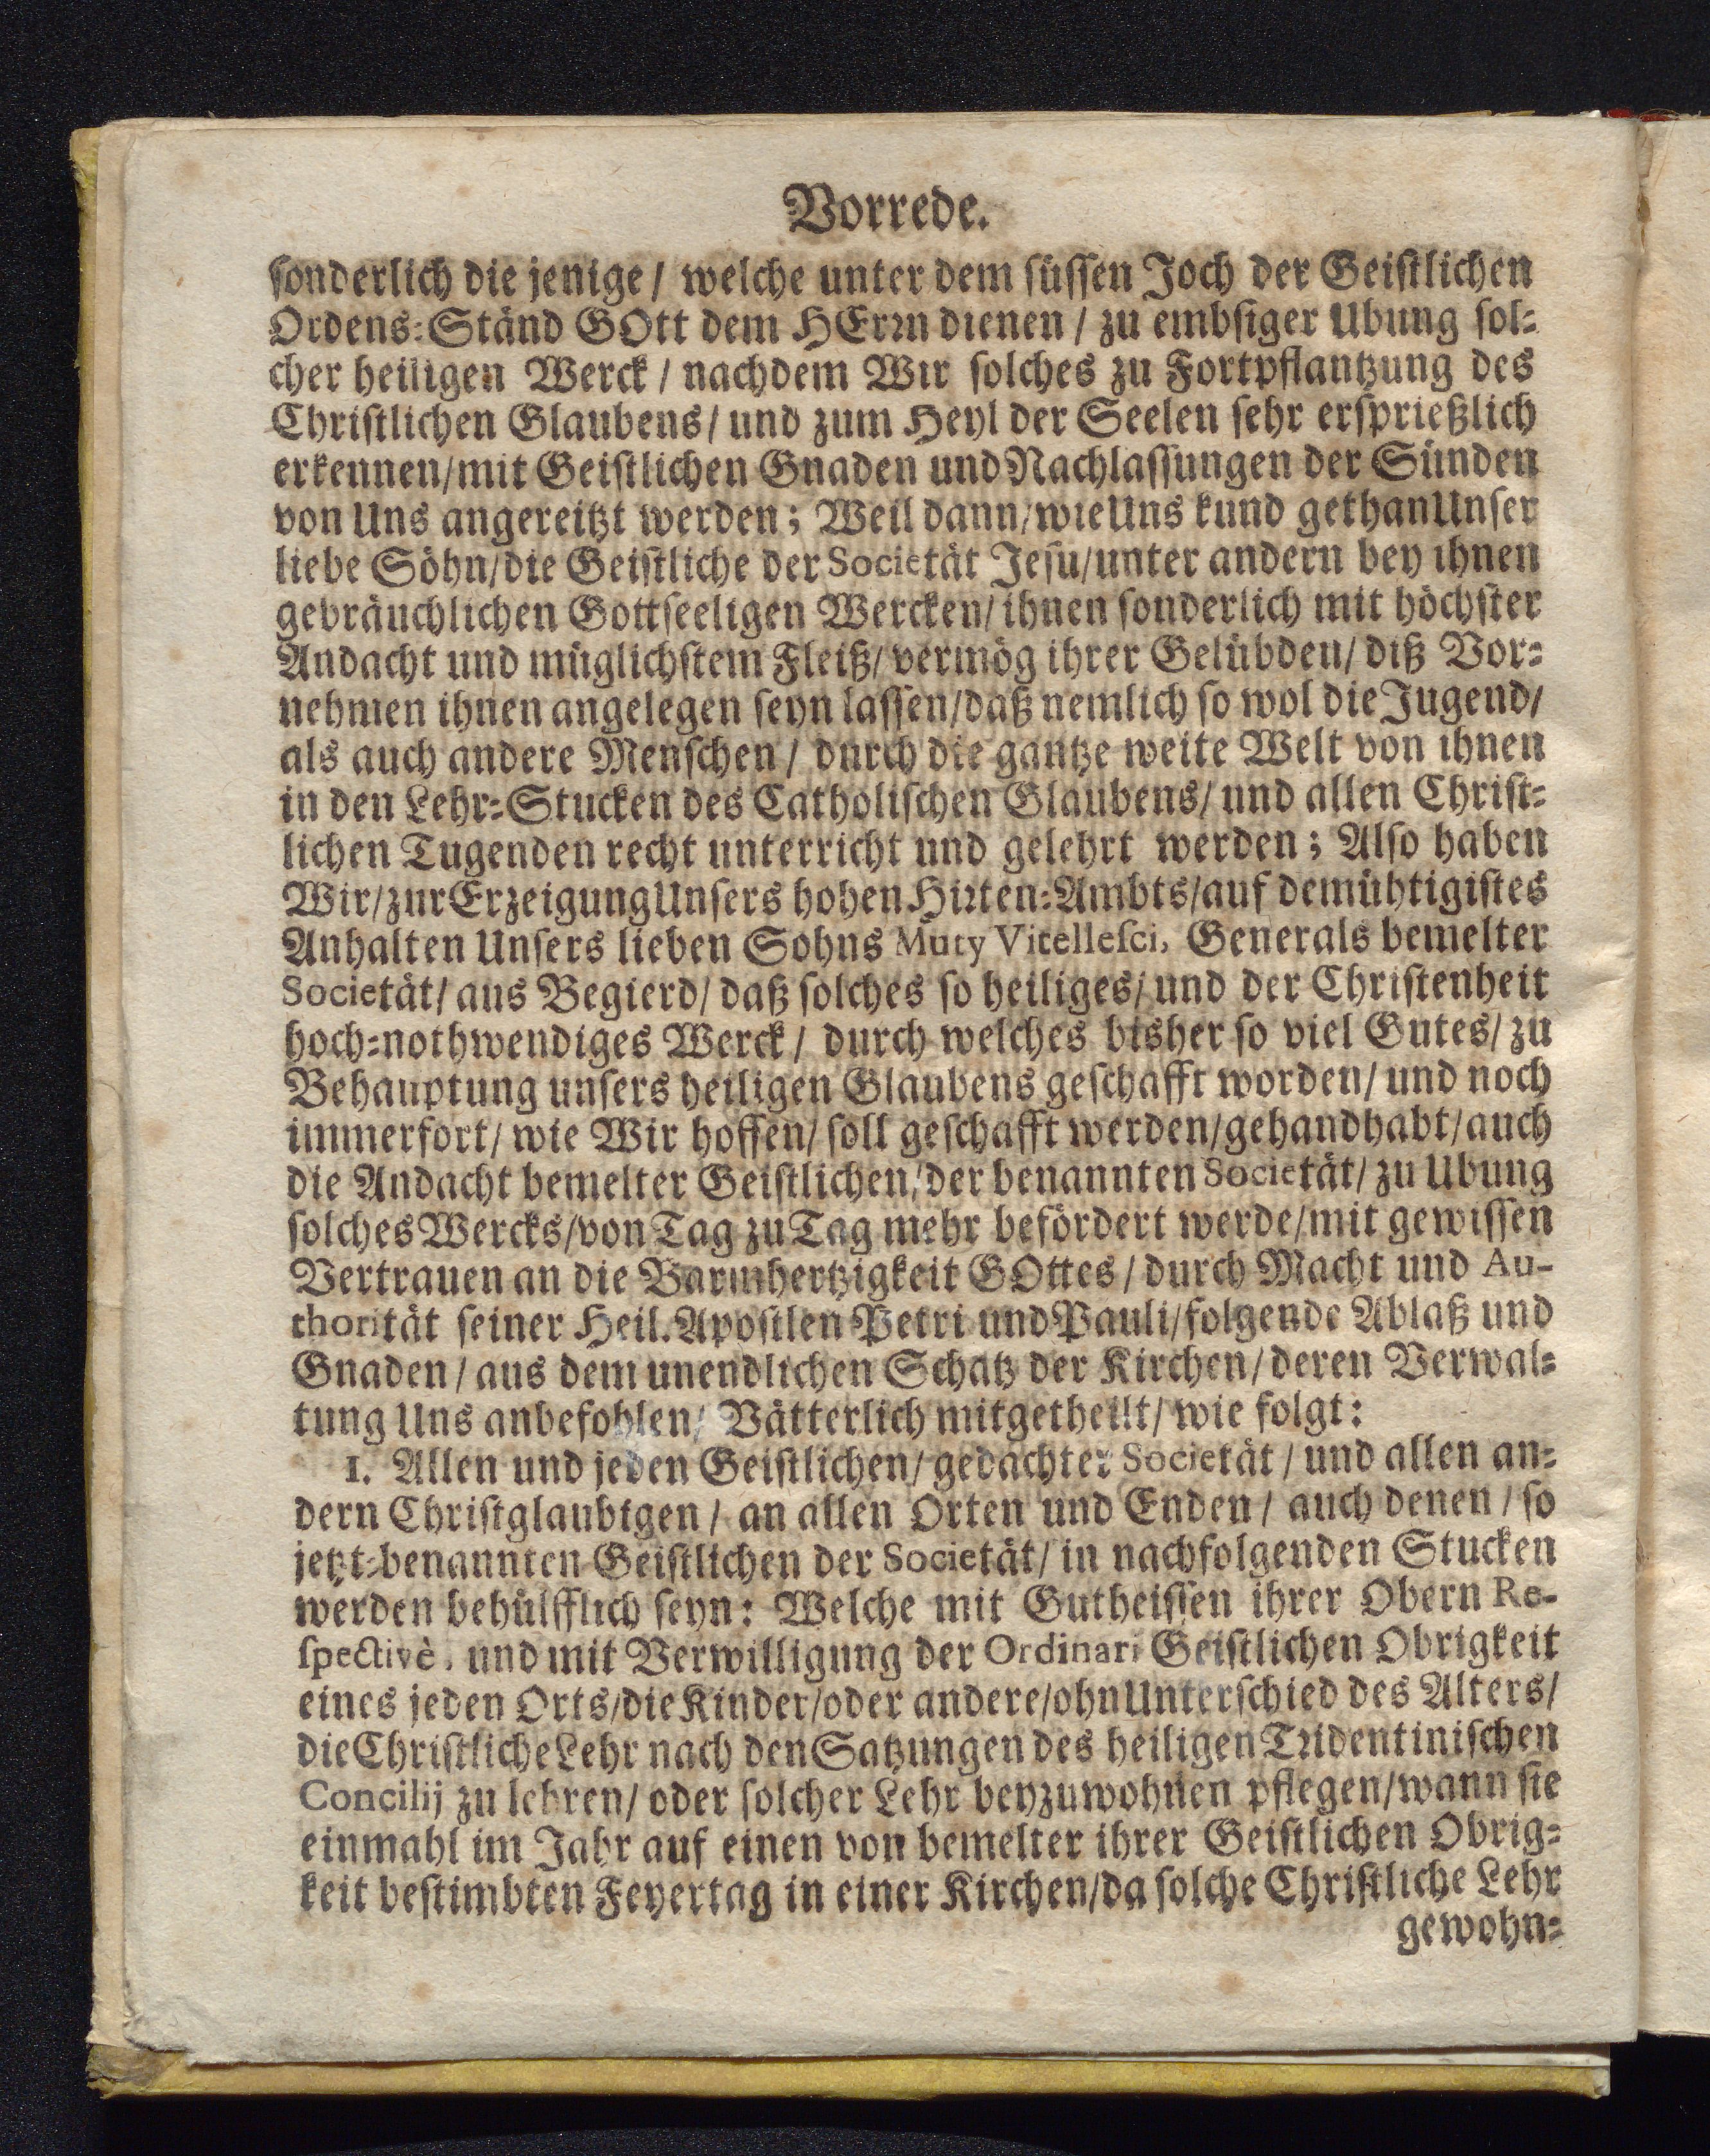 Vorrede.
sonderlich die jenige / welche unter dem süssen Joch der Geistlichen
Ordens-Ständ GOtt dem HErrn dienen / zu embsiger Ubung sol-
cher heiligen Werck / nachdem Wir solches zu Fortpflantzung des
Christlichen Glaubens / und zum Heyl der Seelen sehr ersprießlich
erkennen / mit Geistlichen Gnaden und Nachlassungen der Sünden
von Uns angereitzt werden; Weil dann / wie Uns kund gethan Unser
liebe Söhn / die Geistliche der Societät Jesu / unter andern bey ihnen
gebräuchlichen Gottseeligen Wercken / ihnen sonderlich mit höchster
Andacht und müglichstem Fleiß / vermög ihrer Gelübden / diß Vor-
nehmen ihnen angelegen seyn lassen / daß nemlich so wol die Jugend /
als auch andere Menschen / durch die gantze weite Welt von ihnen
in den Lehr-Stucken des Catholischen Glaubens / und allen Christ-
lichen Tugenden recht unterricht und gelehrt werden; Also haben
Wir / zur Erzeigung Unsers hohen Hirten-Ambts / auf demühtigistes
Anhalten Unsers lieben Sohns Muty Vitellesci, Generals bemelter
Societät / aus Begierd / daß solches so heiliges / und der Christenheit
hoch-nothwendiges Werck / durch welches bisher so viel Gutes / zu
Behauptung unsers heiligen Glaubens geschafft worden / und noch
immerfort / wie Wir hoffen / soll geschafft werden / gehandhabt / auch
die Andacht bemelter Geistlichen / der benannten Societät / zu Ubung
solches Wercks / von Tag zu Tag mehr befördert werde / mit gewissen
Vertrauen an die Barmhertzigkeit GOttes / durch Macht und Au-
thorität seiner Heil. Apostlen Petri und Pauli / folgende Ablaß und
Gnaden / aus dem unendlichen Schatz der Kirchen / deren Verwal-
tung Uns anbefohlen / Vätterlich mitgetheilt / wie folgt:
1. Allen und jeden Geistlichen / gedachter Societät / und allen an-
dern Christglaubigen / an allen Orten und Enden / auch denen / so
jetzt-benannten Geistlichen der Societät / in nachfolgenden Stucken
werden behülfflich seyn: Welche mit Gutheissen ihrer Obern Re-
spectivè, und mit Verwilligung der Ordinari Geistlichen Obrigkeit
eines jeden Orts / die Kinder / oder andere / ohn Unterschied des Alters /
die Christliche Lehr nach den Satzungen des heiligen Tridentinischen
Concilij zu lehren / oder solcher Lehr beyzuwohnen pflegen / wann sie
einmahl im Jahr auf einen von bemelter ihrer Geistlichen Obrig-
keit bestimbten Feyertag in einer Kirchen / da solche Christliche Lehr
gewohn-